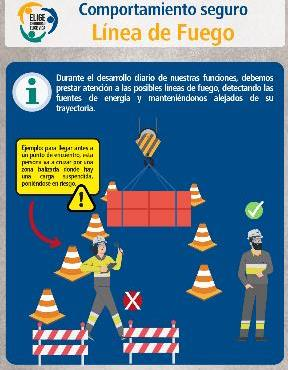 Comportamiento seguro
ELIGE
Línea de Fuego
Durante el desarrollo diario de nuestras funciones, debemos
prestar atención a las posibles líneas de fuego, detectando las
fuentes de energía y manteniéndonos alejados de su
trayectoria.
Ejemplo: para llegar antes a
un punto de encuentro, esta
persona va a cruzar por una
zona balizada donde hay
una carga suspendida,
poniéndose en riesgo.